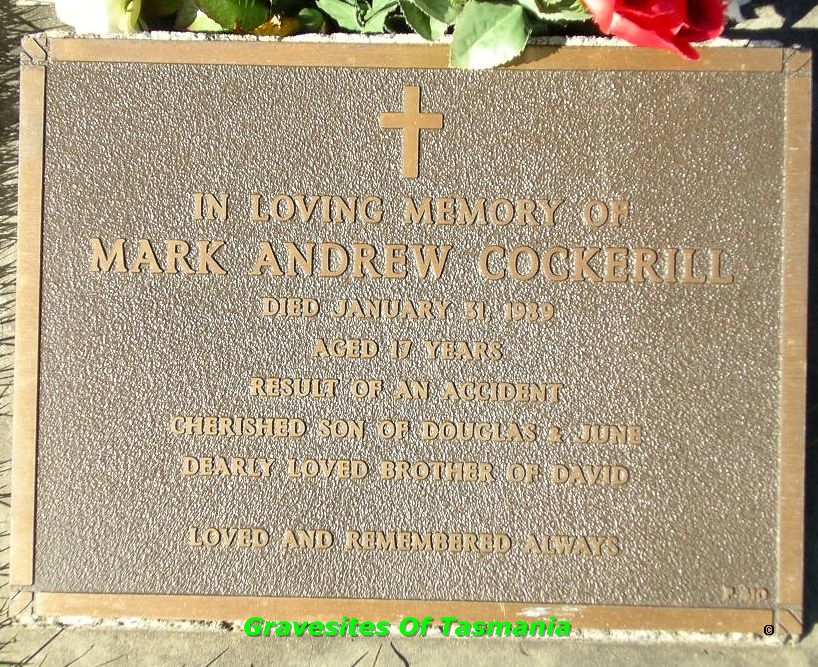 IN LOVING MEMORY OF
MARK ANDREW COCKERILL
DIED JANUARY 31, 1989
AGED 17 YEARS
RESULT OF AN ACCIDENT
CHERISHED SON OF DOUGLAS & JUNE
DEARLY LOVED BROTHER OF DAVID
LOVED AND REMEMBERED ALWAYS
Gravesites Of Tasmania
©